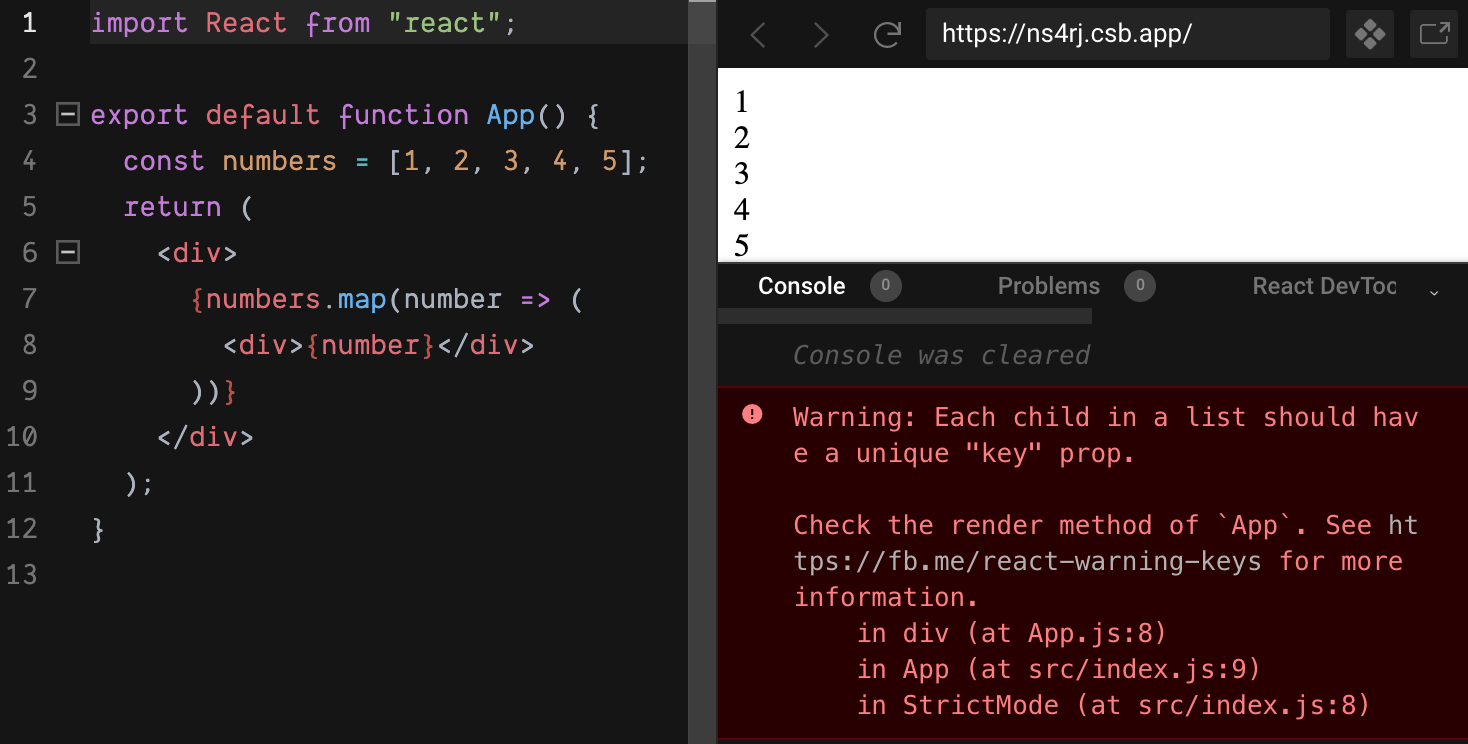 1 import React from "react";
2
3 export default function App() {
4 const numbers = [1, 2, 3, 4, 5];
5 return (
6 <div>
7 {numbers.map(number => (
8 <div>{number}</div>
9 ))}
10 </div>
11 );
12 }
13
https://ns4rj.csb.app/
1
2
3
4
5
Console 0 Problems 0 React DevToo
Console was cleared
Warning: Each child in a list should hav
e a unique "key" prop.
Check the render method of `App`. See ht
tps://fb.me/react-warning-keys for more
information.
in div (at App.js:8)
in App (at src/index.js:9)
in StrictMode (at src/index.js:8)